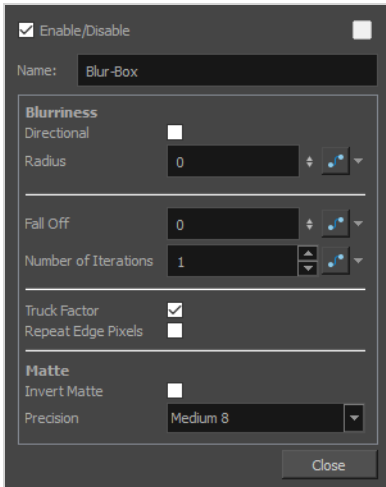 Enable/Disable
Name: Blur-Box
Blurriness
Directional
Radius 0
Fall Off 0
Number of Iterations 1
Truck Factor
Repeat Edge Pixels
Matte
Invert Matte
Precision Medium 8
Close